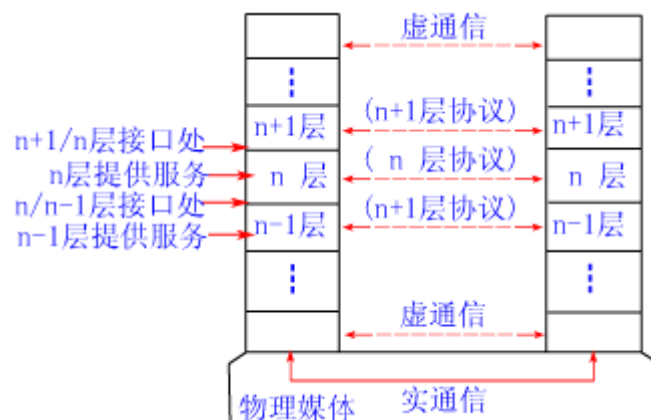 虚通信
n+1层
(n+1层协议)
n+1层
n+1/n层接口处
n层提供服务
n 层
( n 层协议)
n 层
n/n-1层接口处
n-1层
(n+1层协议)
n-1层
n-1层提供服务
虚通信
物理媒体
实通信